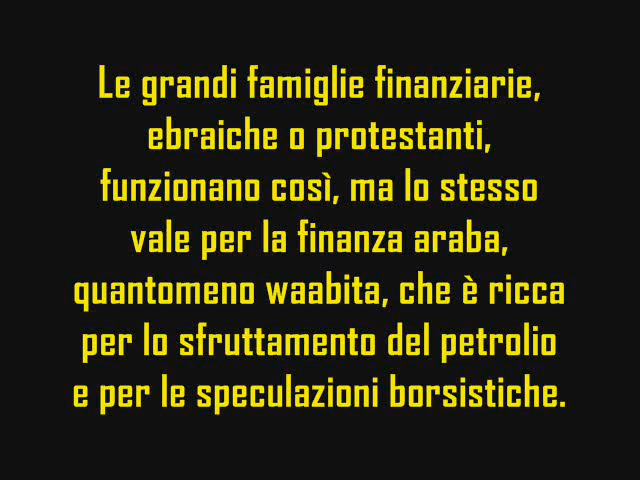 Le grandi famiglie finanziarie,
ebraiche o protestanti,
funzionano così, ma lo stesso
vale per la finanza araba,
quantomeno waabita, che è ricca
per lo sfruttamento del petrolio
e per le speculazioni borsistiche.